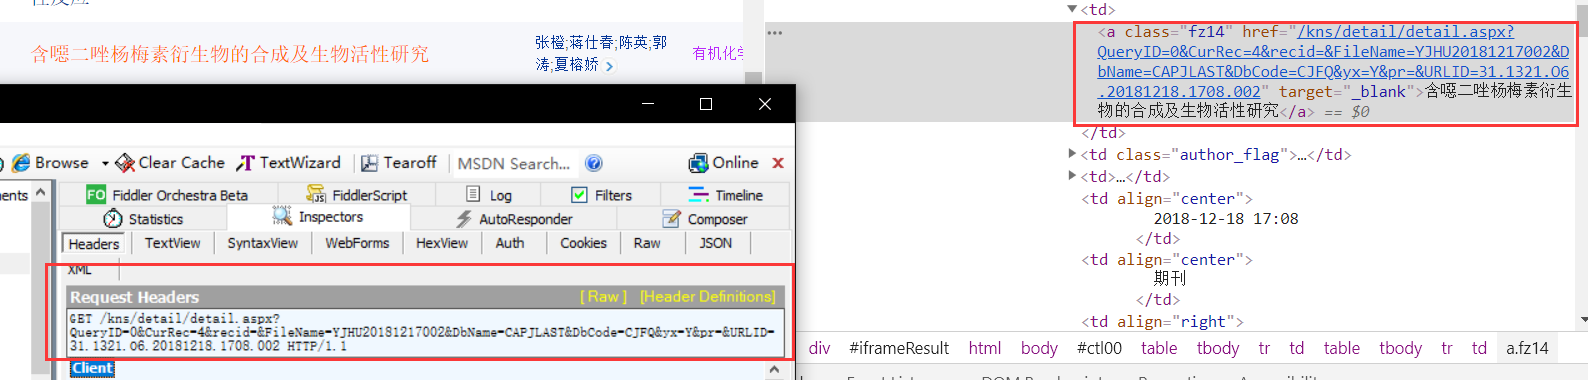 含噁二唑杨梅素衍生物的合成及生物活性研究
张橙;蒋仕春;陈英;郭
涛;夏榕娇
有机化学
Browse Clear Cache TextWizard Tearoff MSDN Search... Online x
Fiddler Orchestra Beta FiddlerScript Log Filters Timeline
Statistics Inspectors AutoResponder Composer
Headers TextView SyntaxView WebForms HexView Auth Cookies Raw JSON
XML
Request Headers [ Raw ] [Header Definitions]
GET /kns/detail/detail.aspx?
QueryID=0&CurRec=4&recid=&FileName=YJHU20181217002&DbName=CAPJLAST&DbCode=CJFQ&yx=Y&pr=&URLID=
31.1321.06.20181218.1708.002 HTTP/1.1
Client
<td>
<a class="fz14" href="/kns/detail/detail.aspx?
QueryID=0&CurRec=4&recid=&FileName=YJHU20181217002&D
bName=CAPJLAST&DbCode=CJFQ&yx=Y&pr=&URLID=31.1321.O6
.20181218.1708.002" target="_blank">含噁二唑杨梅素衍生
物的合成及生物活性研究</a> == $0
</td>
<td class="author_flag">…</td>
<td>…</td>
<td align="center">
2018-12-18 17:08
</td>
<td align="center">
期刊
</td>
<td align="right">
div #iframeResult html body #ctl00 table tbody tr td table tbody tr td a.fz14